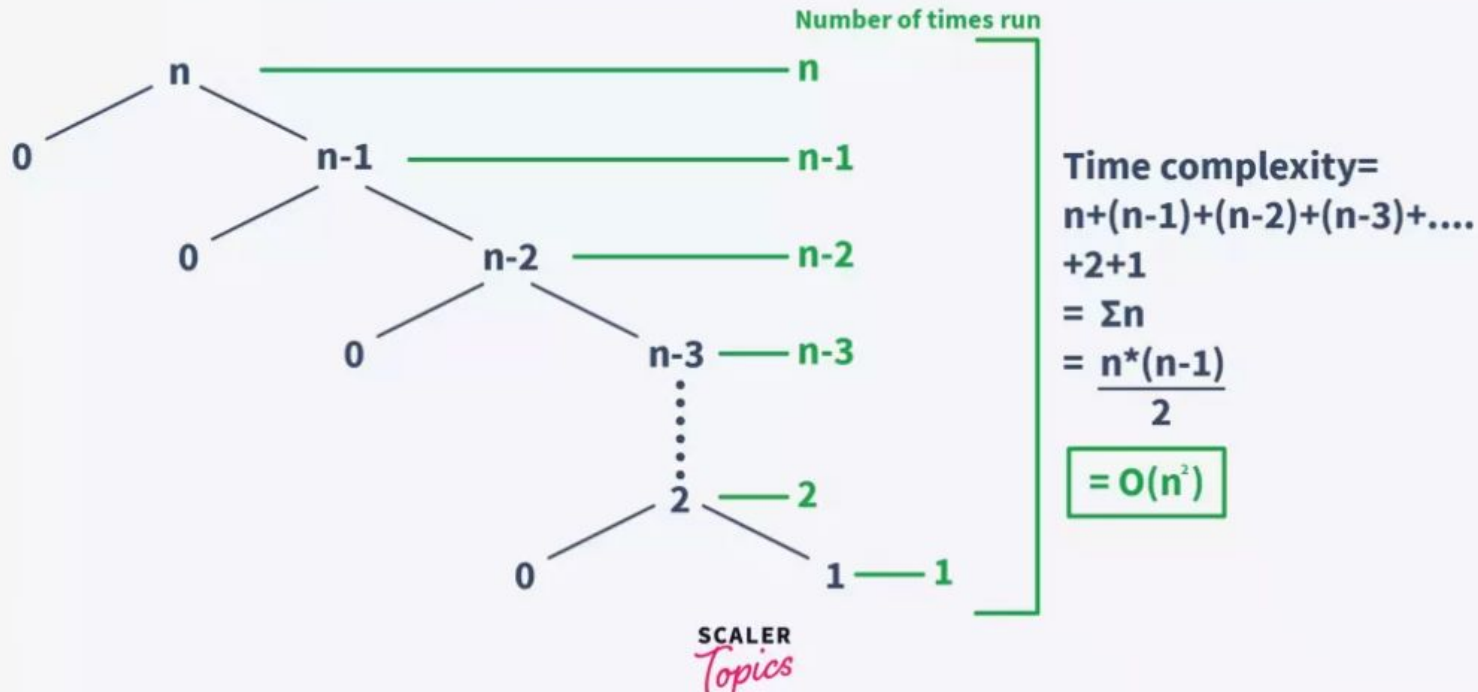 Number of times run
n
n
0
n-1
n-1
0
n-2
n-2
0
n-3
n-3
2
2
0
1
1
Time complexity=
n+(n-1)+(n-2)+(n-3)+....
+2+1
= Σn
= n*(n-1)
2
= O(n²)
SCALER
Topics